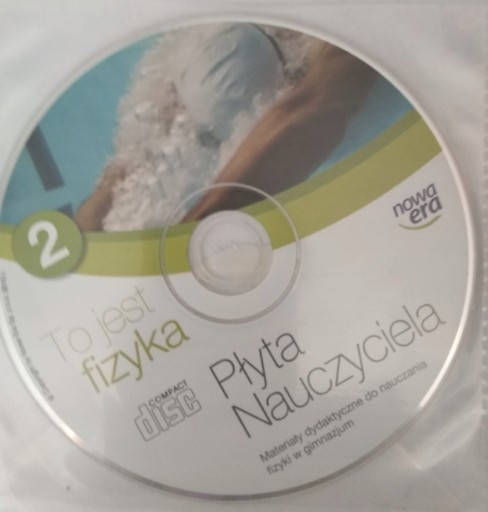 2
nowa
era
To jest
fizyka
COMPACT
disc
Płyta
Nauczyciela
Materiały dydaktyczne do nauczania
fizyki w gimnazjum